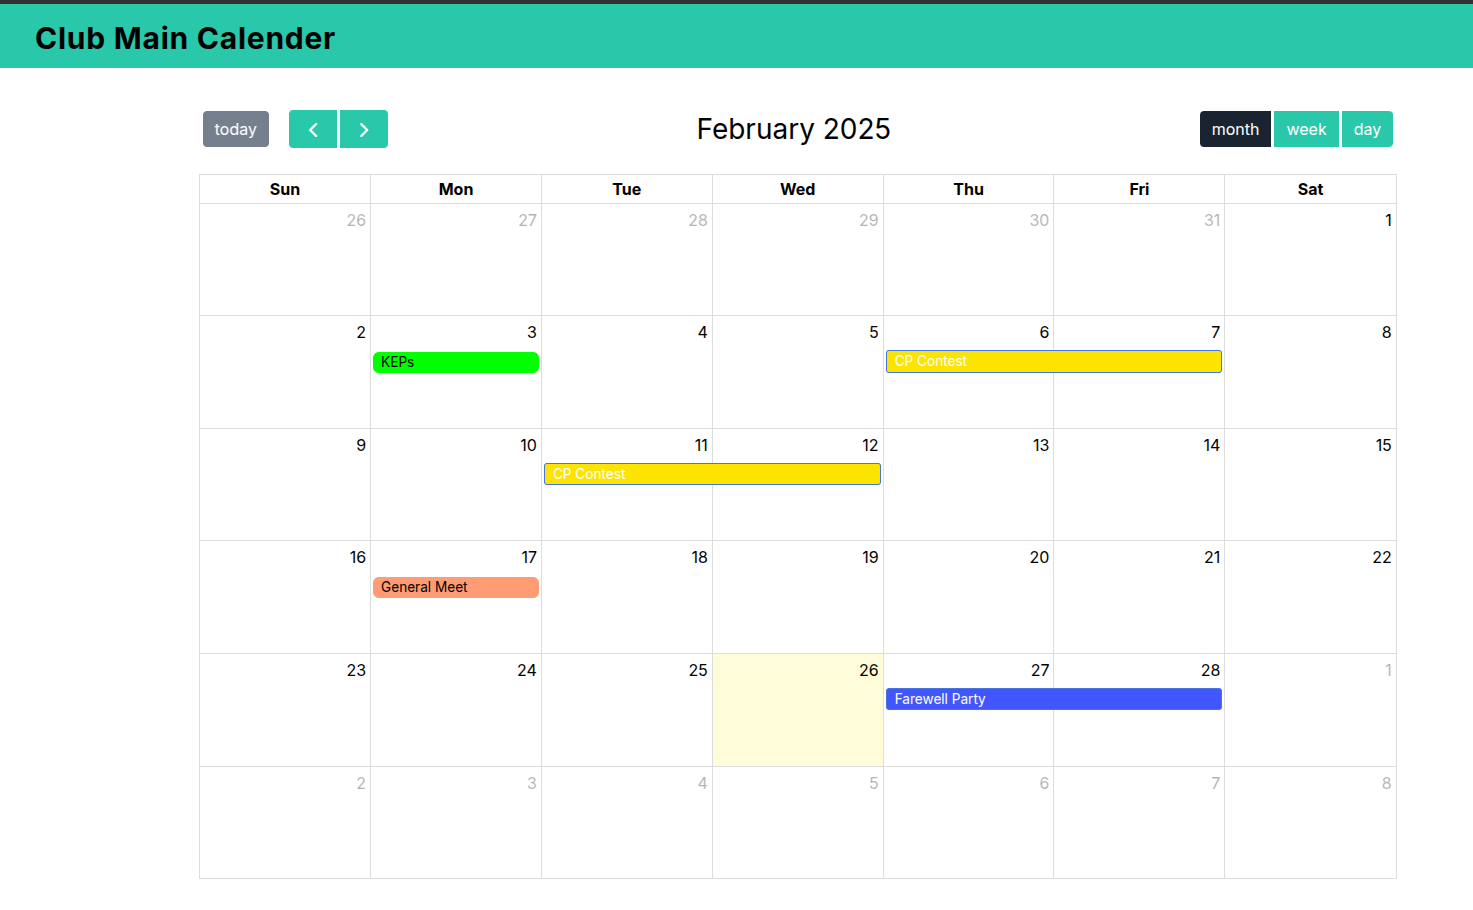 Club Main Calender
today
February 2025
month week day
Sun Mon Tue Wed Thu Fri Sat
26 27 28 29 30 31 1
2 3 4 5 6 7 8
KEPs CP Contest
9 10 11 12 13 14 15
CP Contest
16 17 18 19 20 21 22
General Meet
23 24 25 26 27 28 1
Farewell Party
2 3 4 5 6 7 8